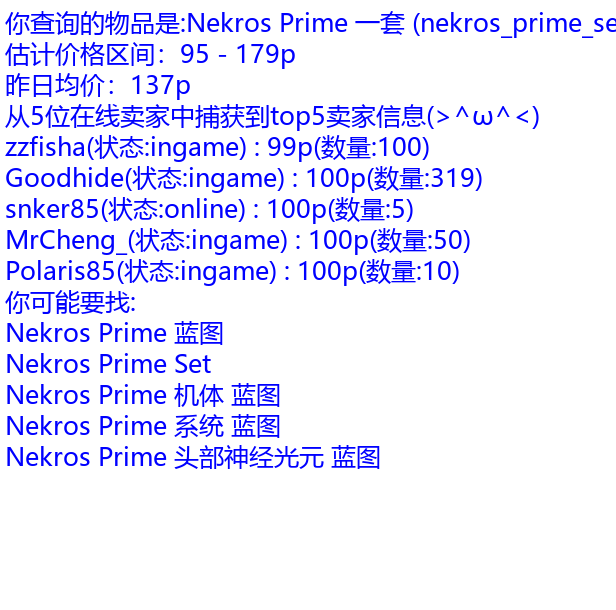 你查询的物品是:Nekros Prime 一套 (nekros_prime_se
估计价格区间：95 - 179p
昨日均价：137p
从5位在线卖家中捕获到top5卖家信息(>^ω^<)
zzfisha(状态:ingame) : 99p(数量:100)
Goodhide(状态:ingame) : 100p(数量:319)
snker85(状态:online) : 100p(数量:5)
MrCheng_(状态:ingame) : 100p(数量:50)
Polaris85(状态:ingame) : 100p(数量:10)
你可能要找:
Nekros Prime 蓝图
Nekros Prime Set
Nekros Prime 机体 蓝图
Nekros Prime 系统 蓝图
Nekros Prime 头部神经光元 蓝图